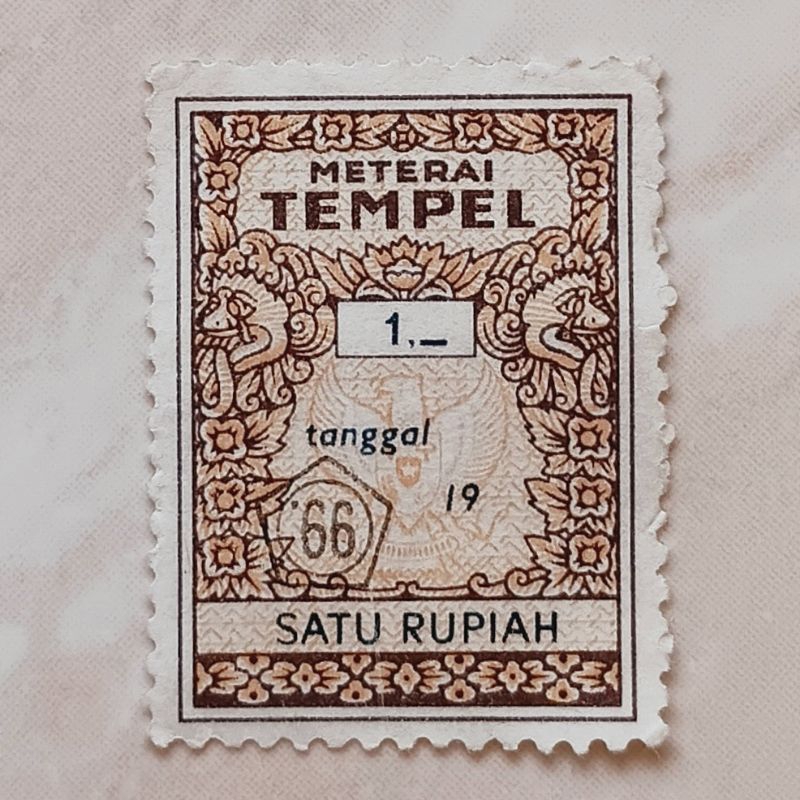 METERAI
TEMPEL
1,_
tanggal
19
'66
SATU RUPIAH